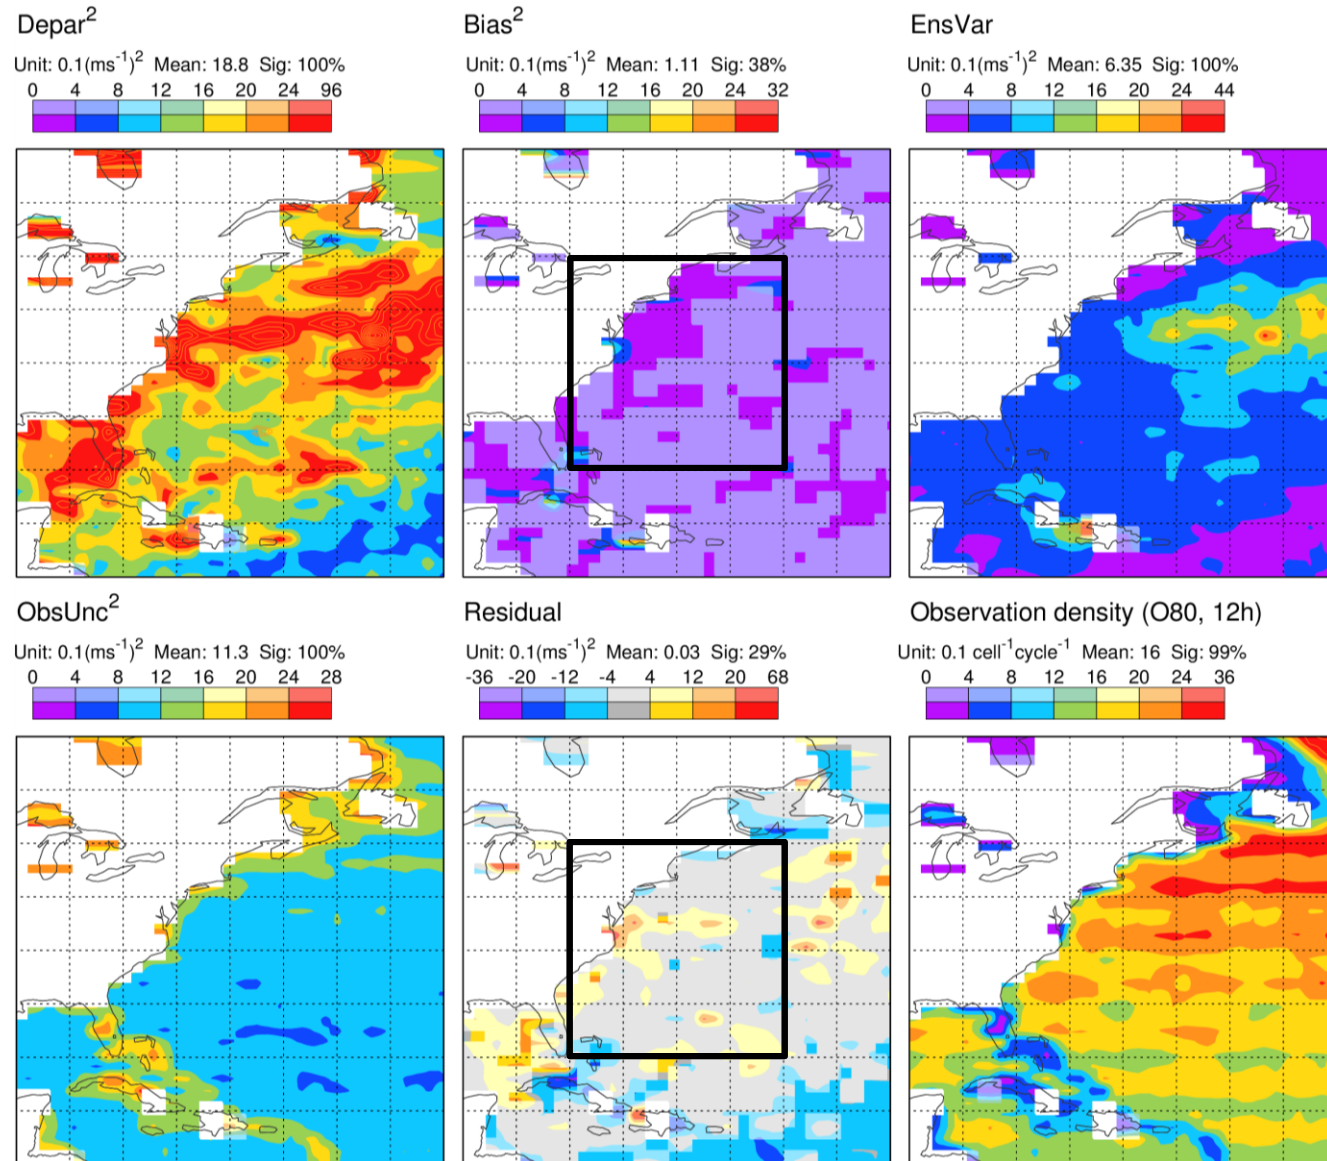 Depar²
Unit: 0.1(ms⁻¹)² Mean: 18.8 Sig: 100%
0 4 8 12 16 20 24 96
Bias²
Unit: 0.1(ms⁻¹)² Mean: 1.11 Sig: 38%
0 4 8 12 16 20 24 32
EnsVar
Unit: 0.1(ms⁻¹)² Mean: 6.35 Sig: 100%
0 4 8 12 16 20 24 44
ObsUnc²
Unit: 0.1(ms⁻¹)² Mean: 11.3 Sig: 100%
0 4 8 12 16 20 24 28
Residual
Unit: 0.1(ms⁻¹)² Mean: 0.03 Sig: 29%
-36 -20 -12 -4 4 12 20 68
Observation density (O80, 12h)
Unit: 0.1 cell⁻¹cycle⁻¹ Mean: 16 Sig: 99%
0 4 8 12 16 20 24 36